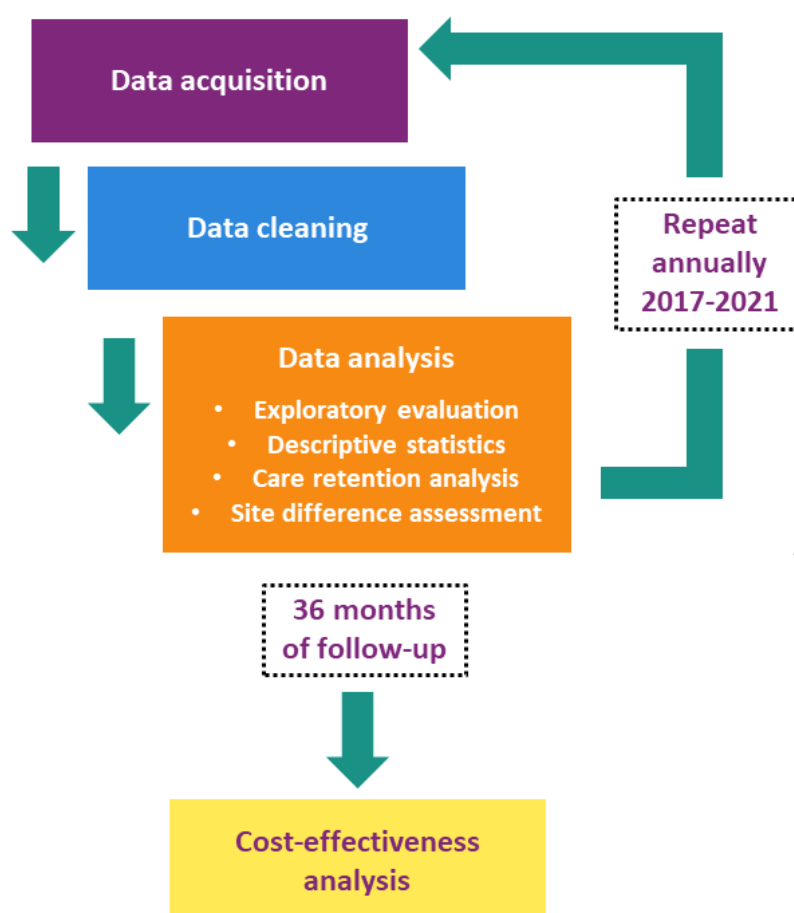 Data acquisition
Data cleaning
Repeat
annually
2017-2021
Data analysis
• Exploratory evaluation
• Descriptive statistics
• Care retention analysis
• Site difference assessment
36 months
of follow-up
Cost-effectiveness
analysis